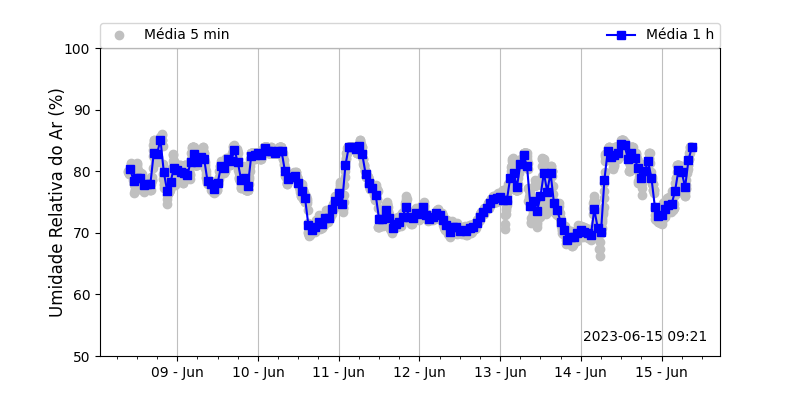 Média 5 min Média 1 h
Umidade Relativa do Ar (%)
100
90
80
70
60
50
2023-06-15 09:21
09 - Jun 10 - Jun 11 - Jun 12 - Jun 13 - Jun 14 - Jun 15 - Jun